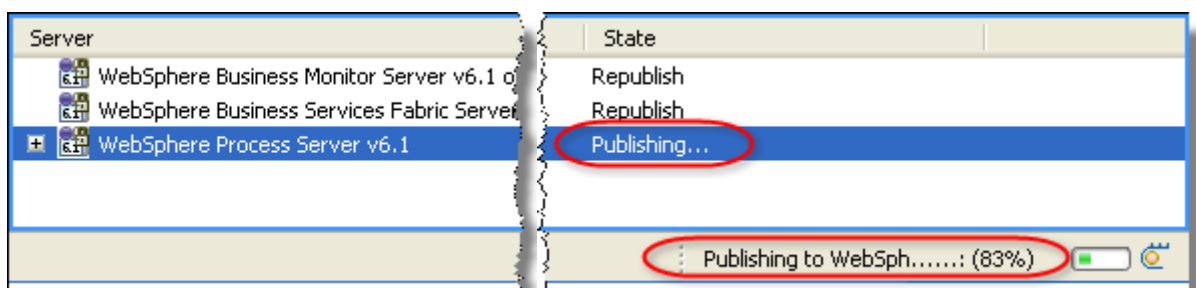 Server State
WebSphere Business Monitor Server v6.1 Republish
WebSphere Business Services Fabric Server Republish
WebSphere Process Server v6.1 Publishing...
Publishing to WebSph......: (83%)